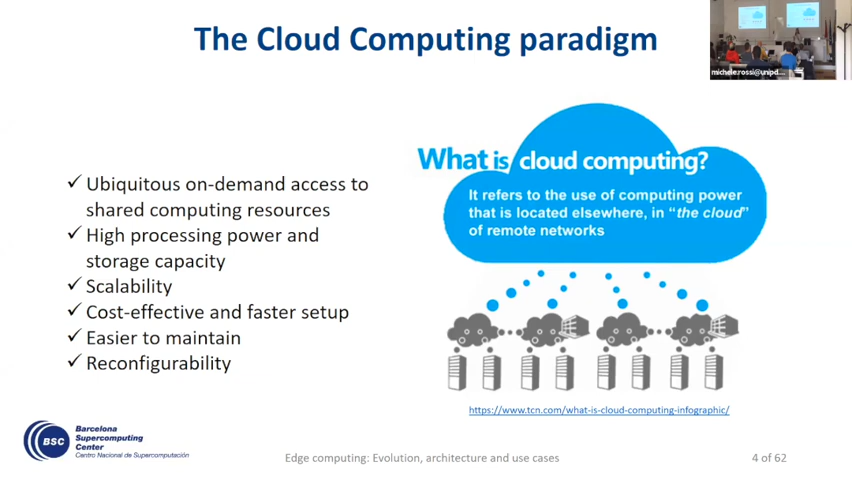 The Cloud Computing paradigm
michele.rossi@unipd....
✓ Ubiquitous on-demand access to
shared computing resources
✓ High processing power and
storage capacity
✓ Scalability
✓ Cost-effective and faster setup
✓ Easier to maintain
✓ Reconfigurability
What is cloud computing?
It refers to the use of computing power
that is located elsewhere, in "the cloud"
of remote networks
https://www.tcn.com/what-is-cloud-computing-infographic/
BSC
Barcelona
Supercomputing
Center
Centro Nacional de Supercomputación
Edge computing: Evolution, architecture and use cases
4 of 62